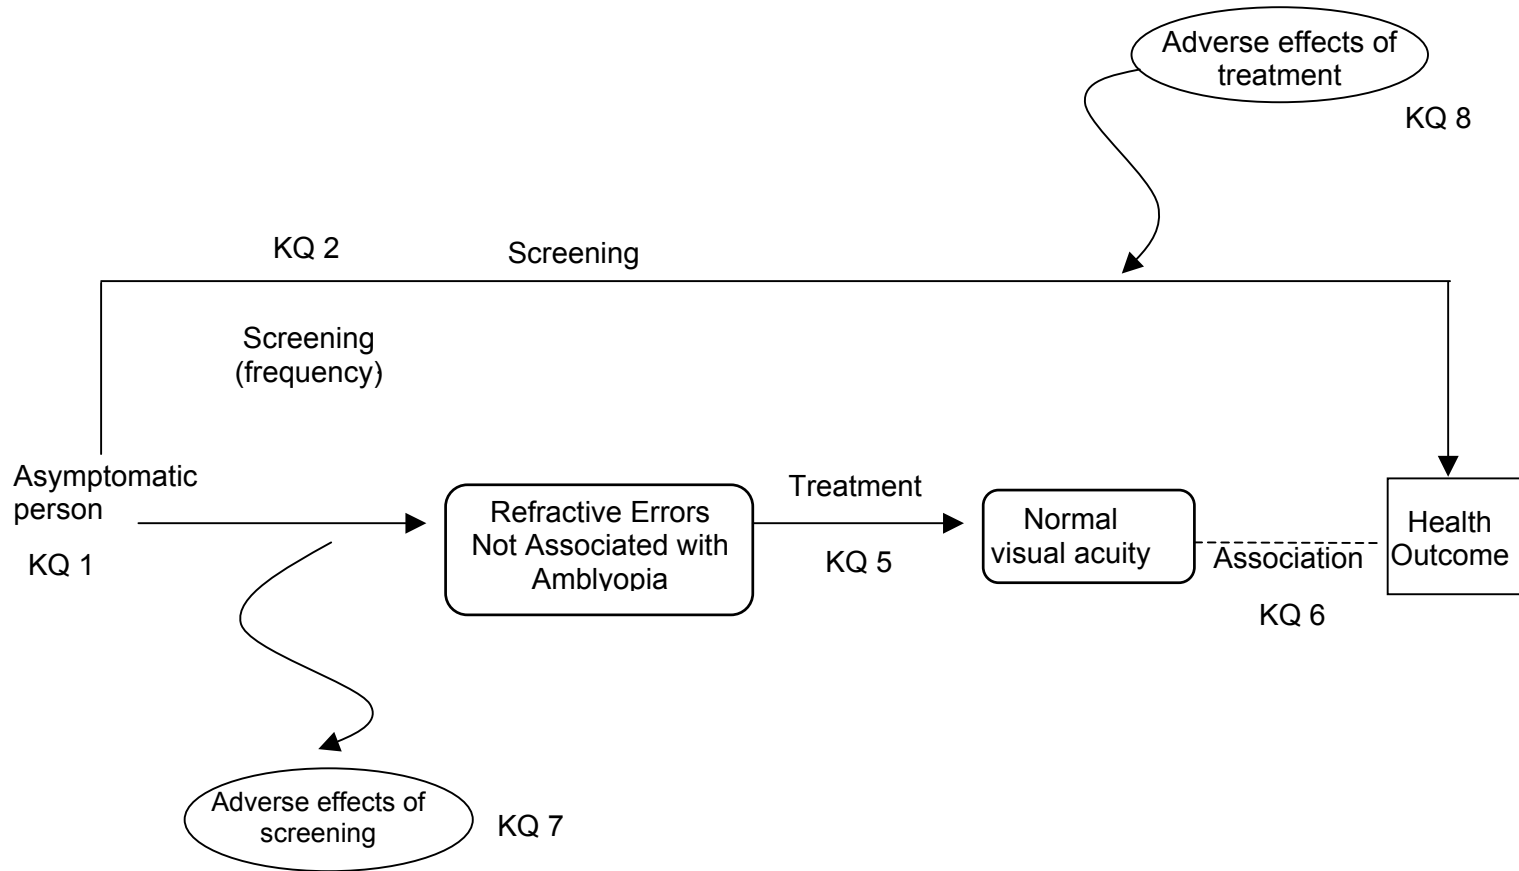 Adverse effects of
treatment
KQ 8
KQ 2
Screening
Screening
(frequency)
Asymptomatic
person
KQ 1
Refractive Errors
Not Associated with
Amblyopia
Treatment
KQ 5
Normal
visual acuity
Association
KQ 6
Health
Outcome
Adverse effects of
screening
KQ 7